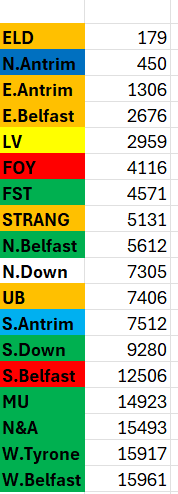 ELD 179
N.Antrim 450
E.Antrim 1306
E.Belfast 2676
LV 2959
FOY 4116
FST 4571
STRANG 5131
N.Belfast 5612
N.Down 7305
UB 7406
S.Antrim 7512
S.Down 9280
S.Belfast 12506
MU 14923
N&A 15493
W.Tyrone 15917
W.Belfast 15961